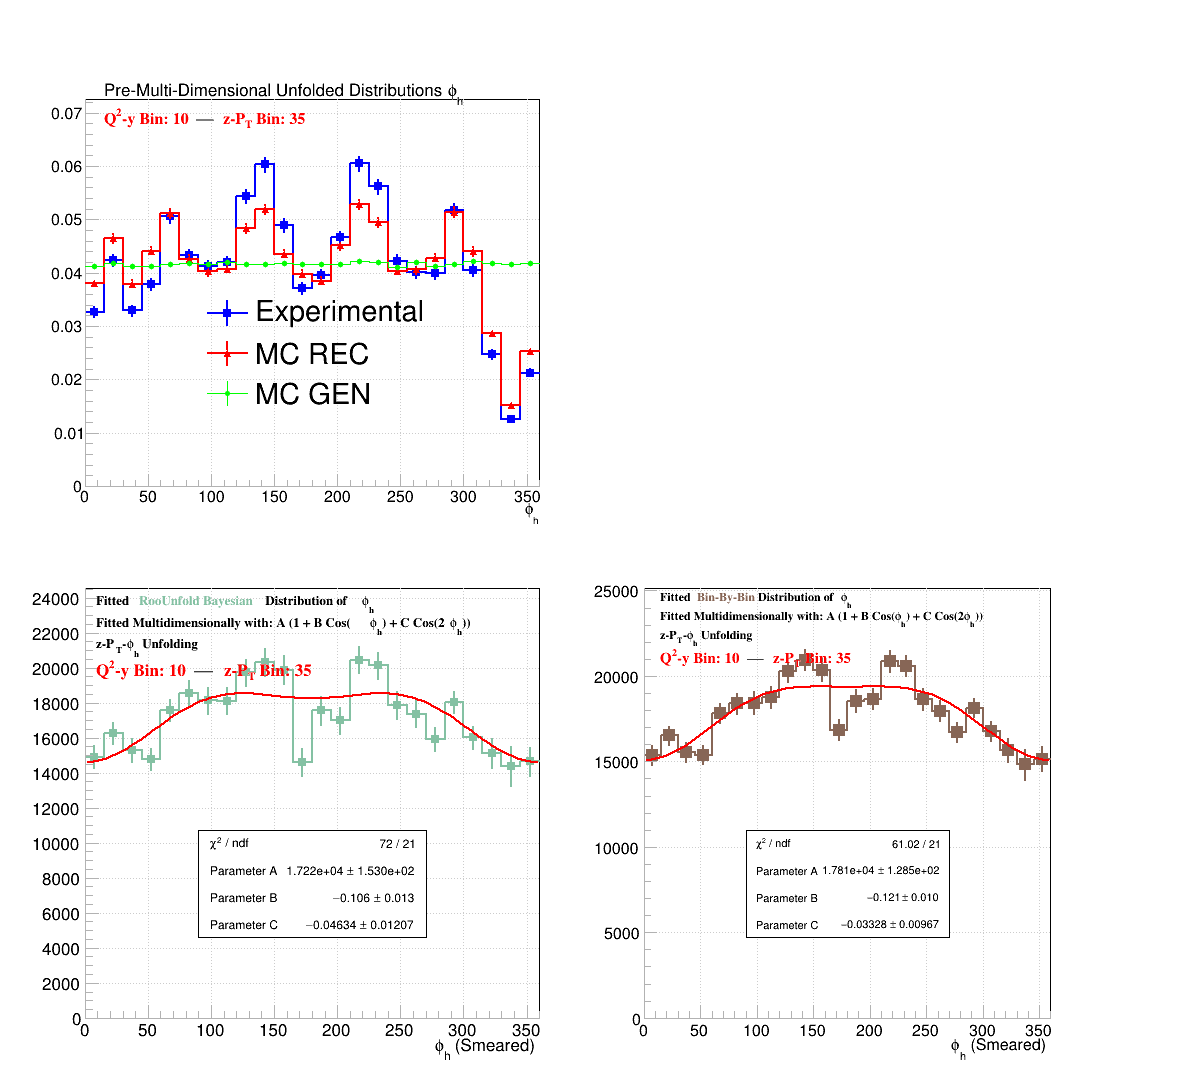 Pre-Multi-Dimensional Unfolded Distributions ϕh
Q²-y Bin: 10 — z-PT Bin: 35
0.07
0.06
0.05
0.04
0.03
0.02
0.01
0
Experimental
MC REC
MC GEN
0 50 100 150 200 250 300 350
ϕh
Fitted RooUnfold Bayesian Distribution of ϕh
Fitted Multidimensionally with: A (1 + B Cos( ϕh) + C Cos(2 ϕh))
z-PT-ϕh Unfolding
Q²-y Bin: 10 — z-PT Bin: 35
24000
22000
20000
18000
16000
14000
12000
10000
8000
6000
4000
2000
0
χ² / ndf 72 / 21
Parameter A 1.722e+04 ± 1.530e+02
Parameter B −0.106 ± 0.013
Parameter C −0.04634 ± 0.01207
0 50 100 150 200 250 300 350
ϕh (Smeared)
Fitted Bin-By-Bin Distribution of ϕh
Fitted Multidimensionally with: A (1 + B Cos(ϕh) + C Cos(2ϕh))
z-PT-ϕh Unfolding
Q²-y Bin: 10 — z-PT Bin: 35
25000
20000
15000
10000
5000
0
χ² / ndf 61.02 / 21
Parameter A 1.781e+04 ± 1.285e+02
Parameter B −0.121 ± 0.010
Parameter C −0.03328 ± 0.00967
0 50 100 150 200 250 300 350
ϕh (Smeared)